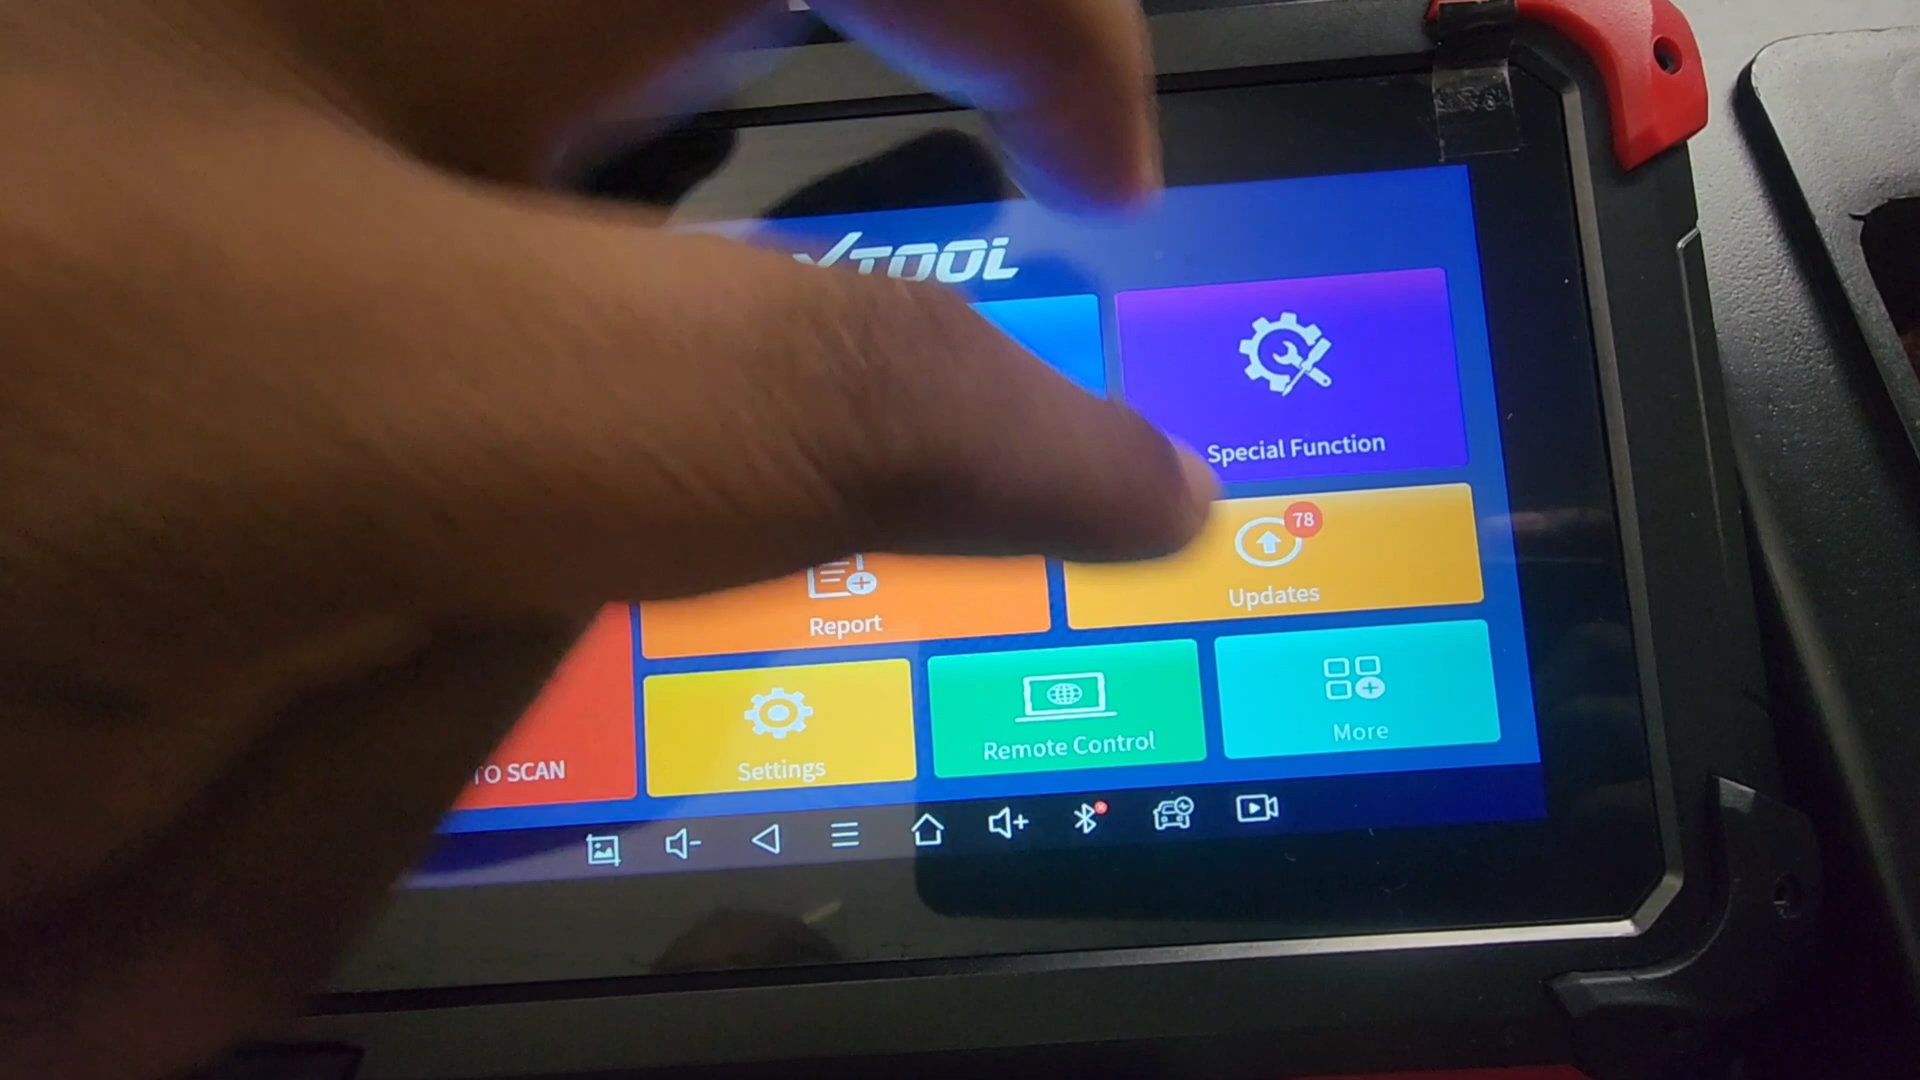 XTOOL
Special Function
78
Updates
Report
TO SCAN
Settings
Remote Control
More